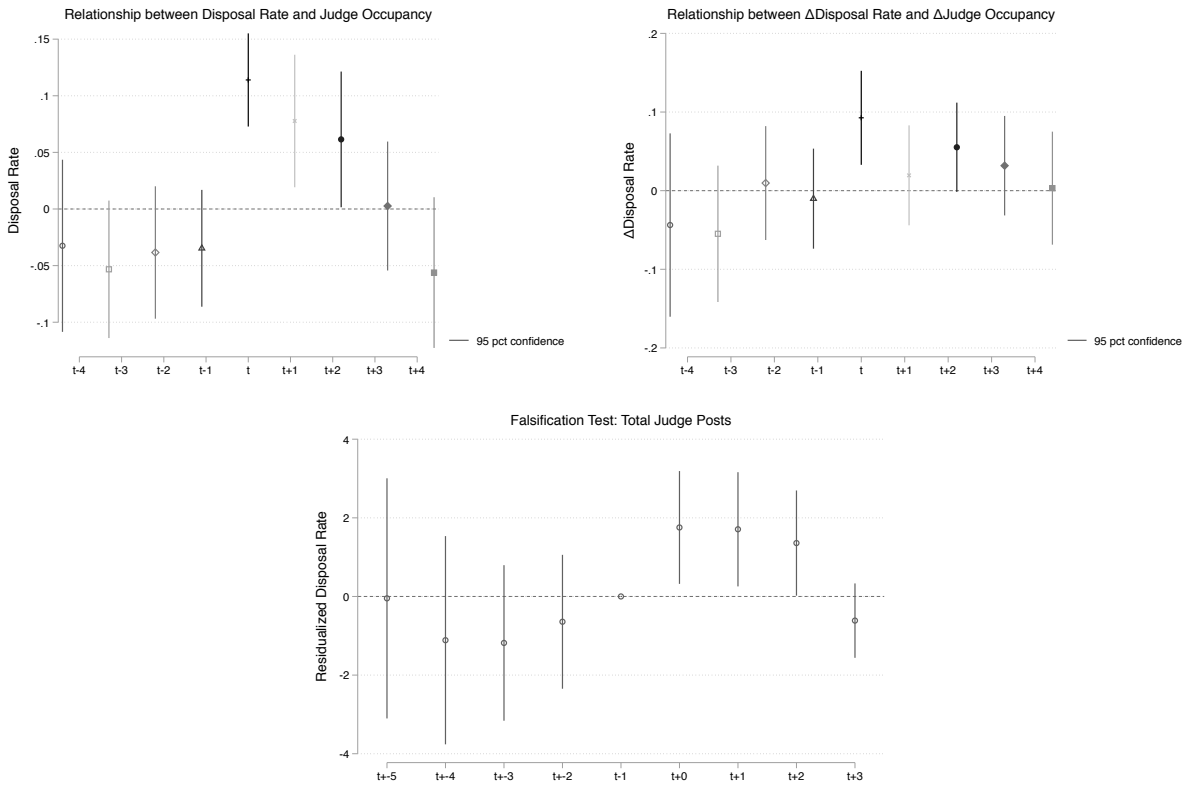 Relationship between Disposal Rate and Judge Occupancy
Disposal Rate
.15
.1
.05
0
-.05
-.1
t-4 t-3 t-2 t-1 t t+1 t+2 t+3 t+4
95 pct confidence
Relationship between ΔDisposal Rate and ΔJudge Occupancy
ΔDisposal Rate
.2
.1
0
-.1
-.2
t-4 t-3 t-2 t-1 t t+1 t+2 t+3 t+4
95 pct confidence
Falsification Test: Total Judge Posts
Residualized Disposal Rate
4
2
0
-2
-4
t+-5 t+-4 t+-3 t+-2 t-1 t+0 t+1 t+2 t+3